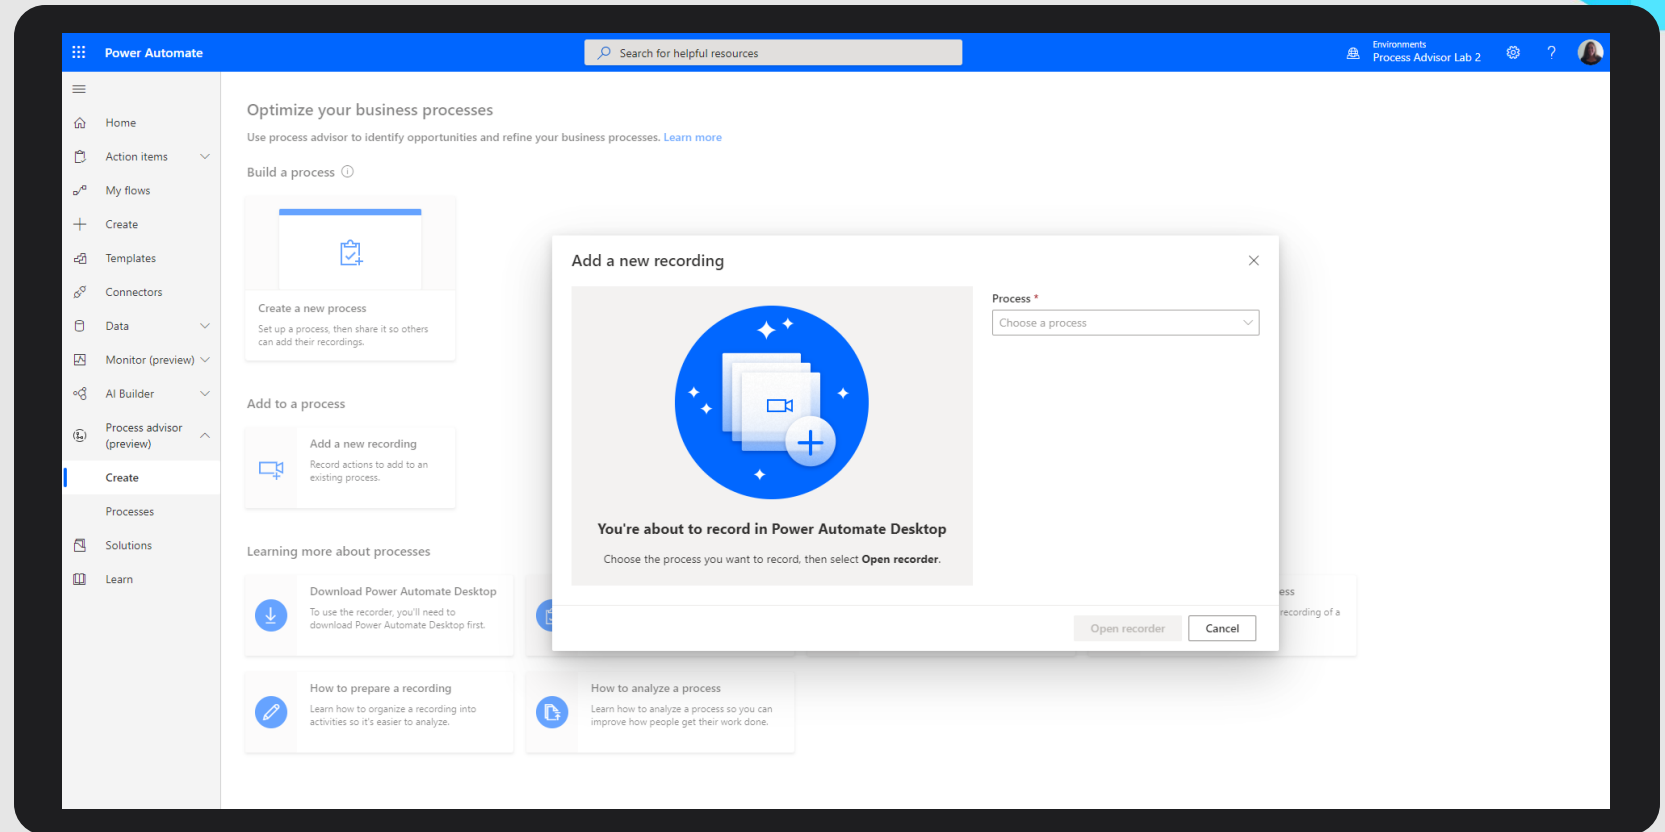 Power Automate
Search for helpful resources
Environments
Process Advisor Lab 2
?
Home
Action items
My flows
Create
Templates
Connectors
Data
Monitor (preview)
AI Builder
Process advisor
(preview)
Create
Processes
Solutions
Learn
Optimize your business processes
Use process advisor to identify opportunities and refine your business processes. Learn more
Build a process
Create a new process
Set up a process, then share it so others
can add their recordings.
Add to a process
Add a new recording
Record actions to add to an
existing process.
Learning more about processes
Download Power Automate Desktop
To use the recorder, you'll need to
download Power Automate Desktop first.
ess
recording of a
How to prepare a recording
Learn how to organize a recording into
activities so it's easier to analyze.
How to analyze a process
Learn how to analyze a process so you can
improve how people get their work done.
Add a new recording
You're about to record in Power Automate Desktop
Choose the process you want to record, then select Open recorder.
Process *
Choose a process
Open recorder
Cancel